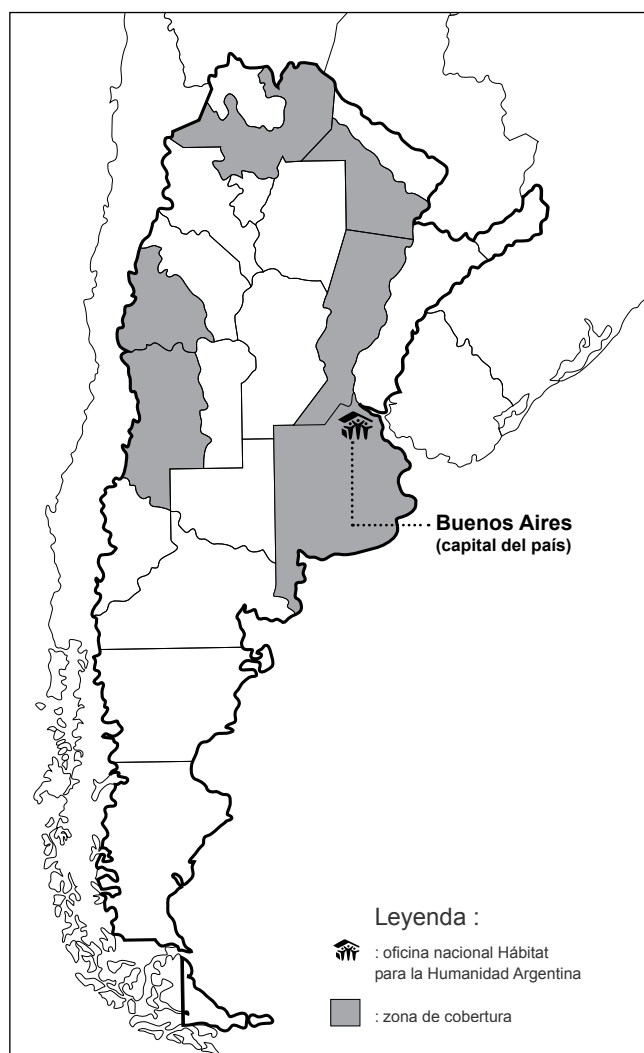 Buenos Aires
(capital del país)
Leyenda :
: oficina nacional Hábitat
para la Humanidad Argentina
: zona de cobertura